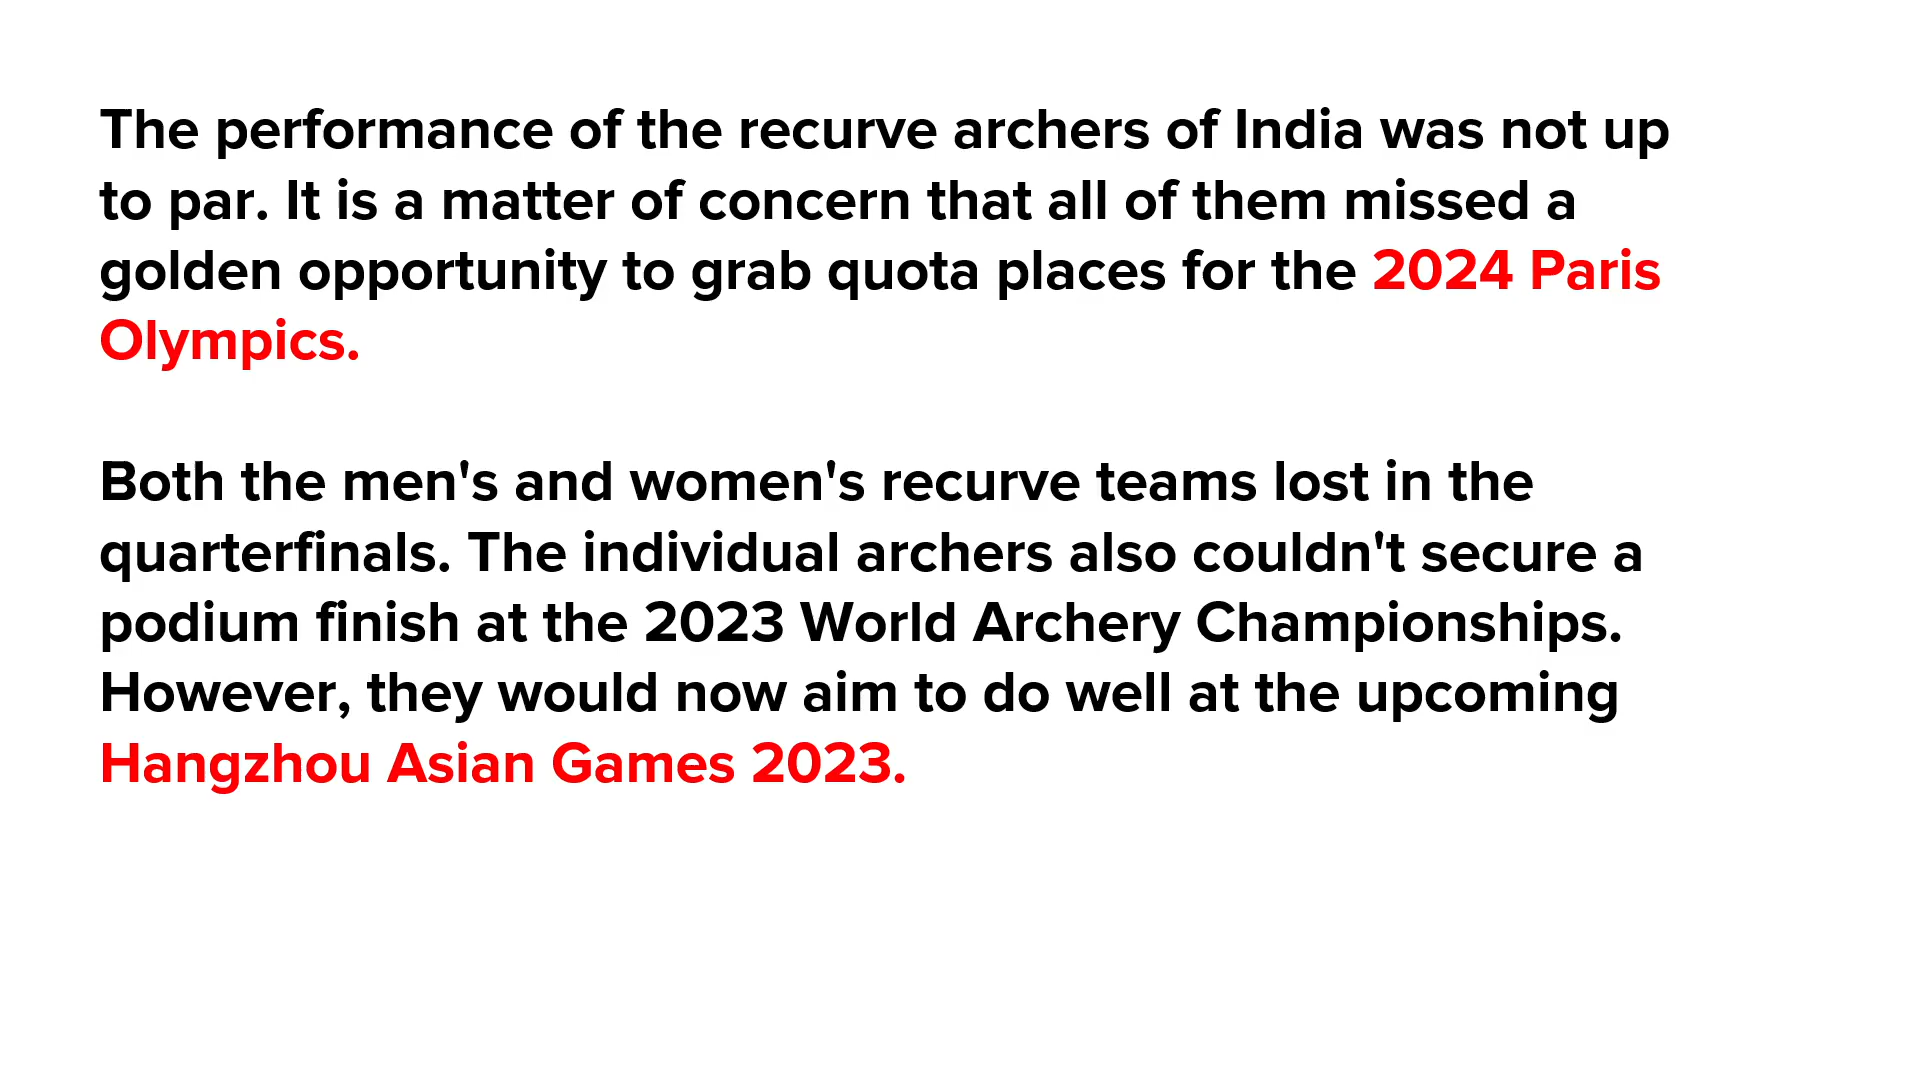 The performance of the recurve archers of India was not up
to par. It is a matter of concern that all of them missed a
golden opportunity to grab quota places for the 2024 Paris
Olympics.
Both the men's and women's recurve teams lost in the
quarterfinals. The individual archers also couldn't secure a
podium finish at the 2023 World Archery Championships.
However, they would now aim to do well at the upcoming
Hangzhou Asian Games 2023.